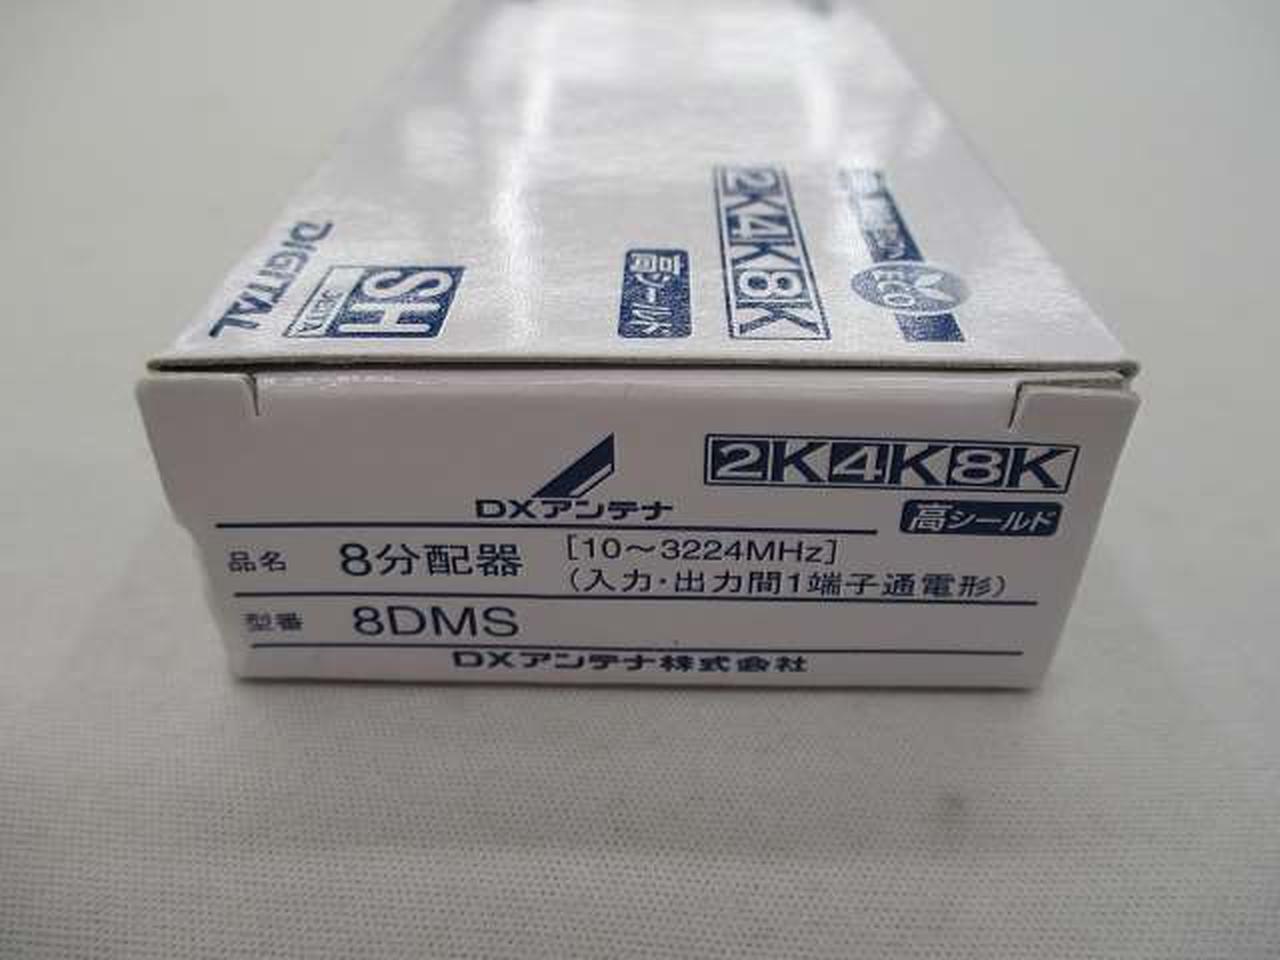 DIGITAL
SH
JEITA
高シールド
2K4K8K
ECO
DXアンテナ
2K4K8K
高シールド
品名 8分配器 [10～3224MHz]
(入力・出力間1端子通電形)
型番 8DMS
DXアンテナ株式会社